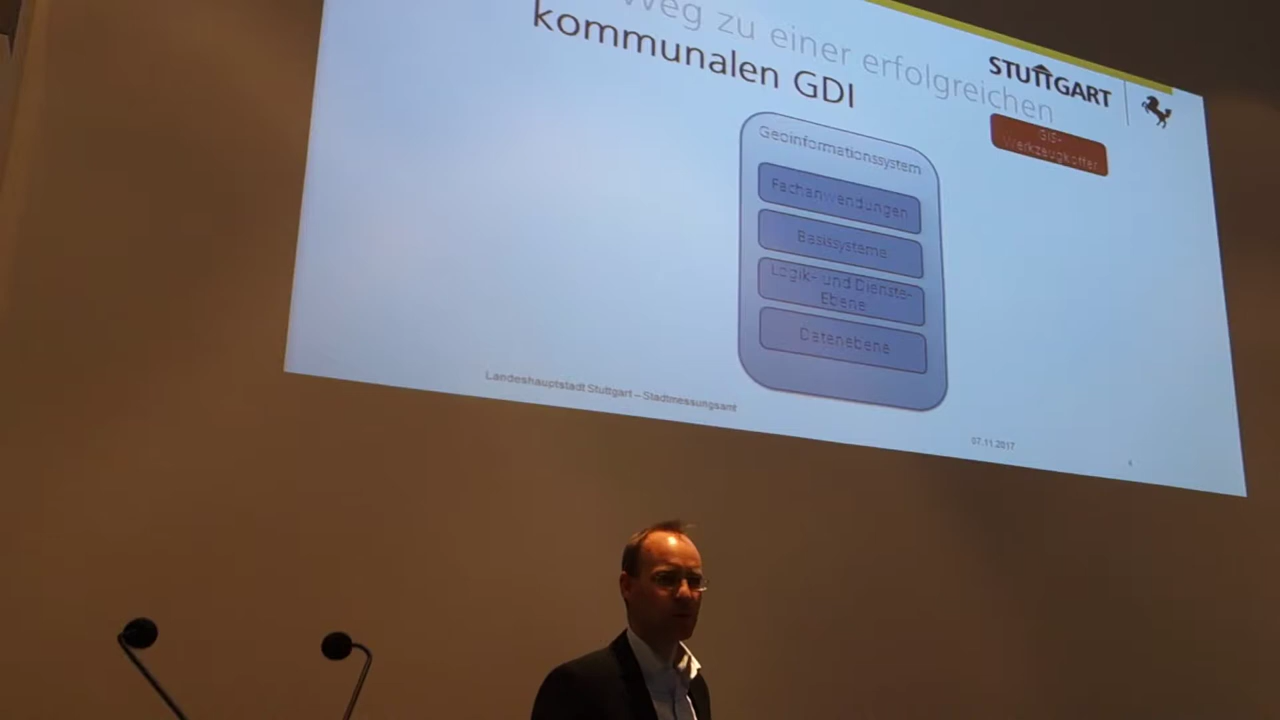 Weg zu einer erfolgreichen
kommunalen GDI
STUTTGART
GIS-
Werkzeugkoffer
Geoinformationssystem
Fachanwendungen
Basissysteme
Logik- und Dienste-
Ebene
Datenebene
Landeshauptstadt Stuttgart – Stadtmessungsamt
07.11.2017